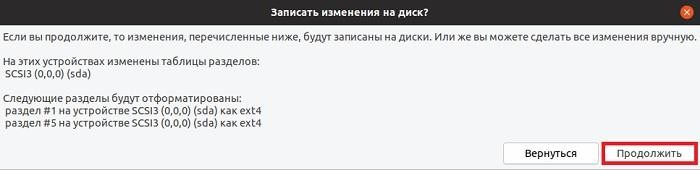 Записать изменения на диск?
Если вы продолжите, то изменения, перечисленные ниже, будут записаны на диски. Или же вы можете сделать все изменения вручную.
На этих устройствах изменены таблицы разделов:
SCSI3 (0,0,0) (sda)
Следующие разделы будут отформатированы:
раздел #1 на устройстве SCSI3 (0,0,0) (sda) как ext4
раздел #5 на устройстве SCSI3 (0,0,0) (sda) как ext4
Вернуться Продолжить